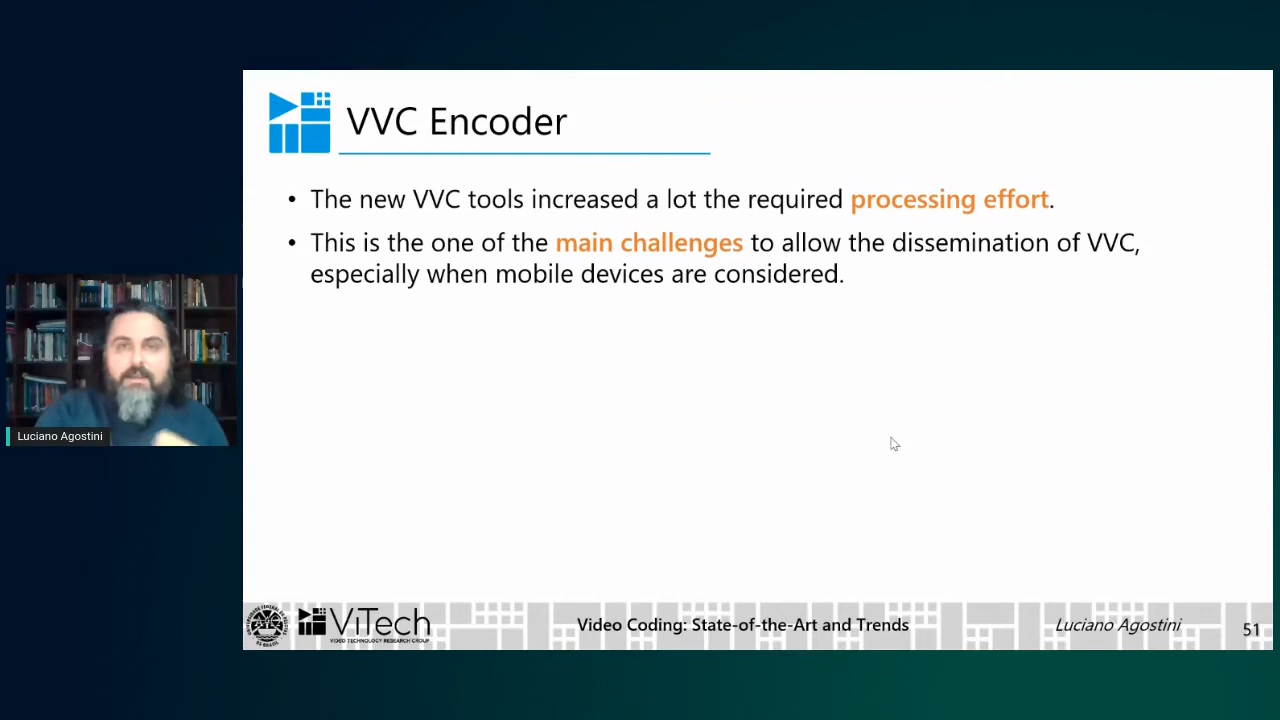 VVC Encoder
• The new VVC tools increased a lot the required processing effort.
• This is the one of the main challenges to allow the dissemination of VVC,
especially when mobile devices are considered.
Luciano Agostini
ViTech
VIDEO TECHNOLOGY RESEARCH GROUP
Video Coding: State-of-the-Art and Trends
Luciano Agostini
51